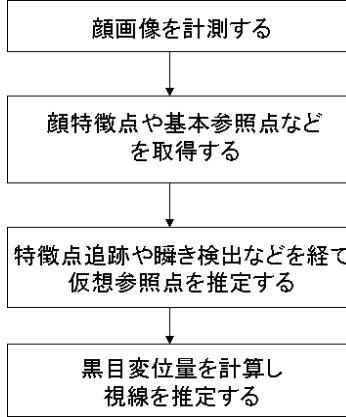 顔画像を計測する
顔特徴点や基本参照点など
を取得する
特徴点追跡や瞬き検出などを経て
仮想参照点を推定する
黒目変位量を計算し
視線を推定する